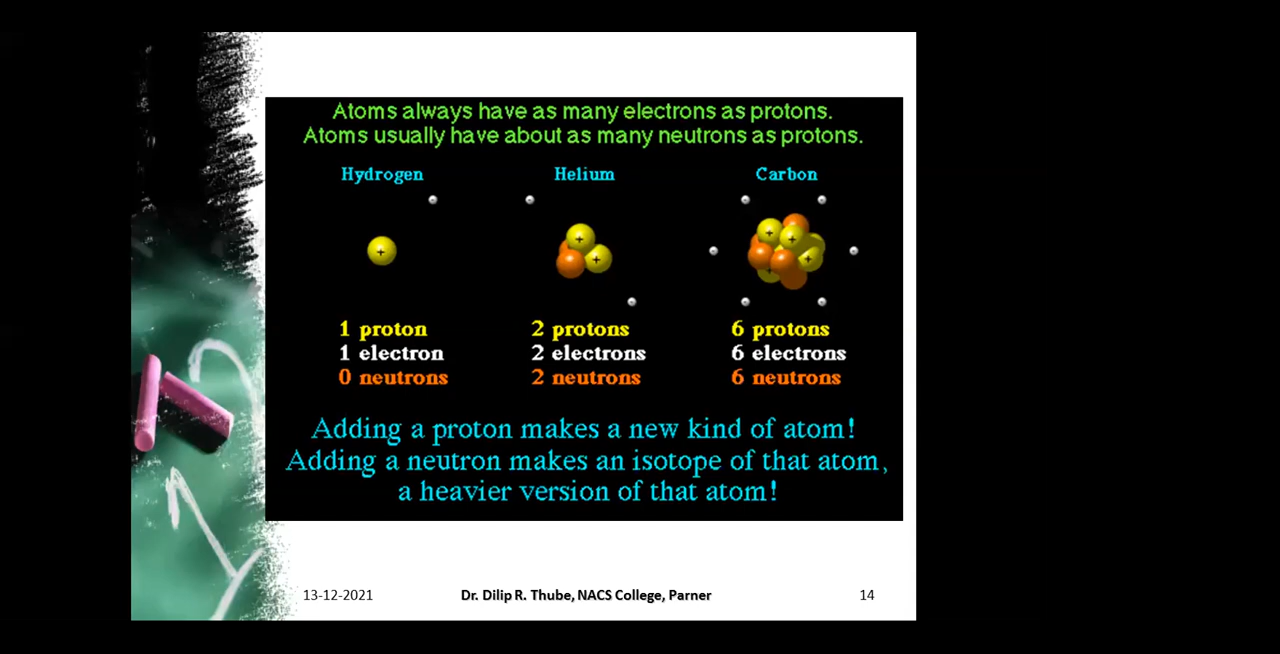 Atoms always have as many electrons as protons.
Atoms usually have about as many neutrons as protons.
Hydrogen
Helium
Carbon
1 proton
1 electron
0 neutrons
2 protons
2 electrons
2 neutrons
6 protons
6 electrons
6 neutrons
Adding a proton makes a new kind of atom!
Adding a neutron makes an isotope of that atom,
a heavier version of that atom!
13-12-2021
Dr. Dilip R. Thube, NACS College, Parner
14